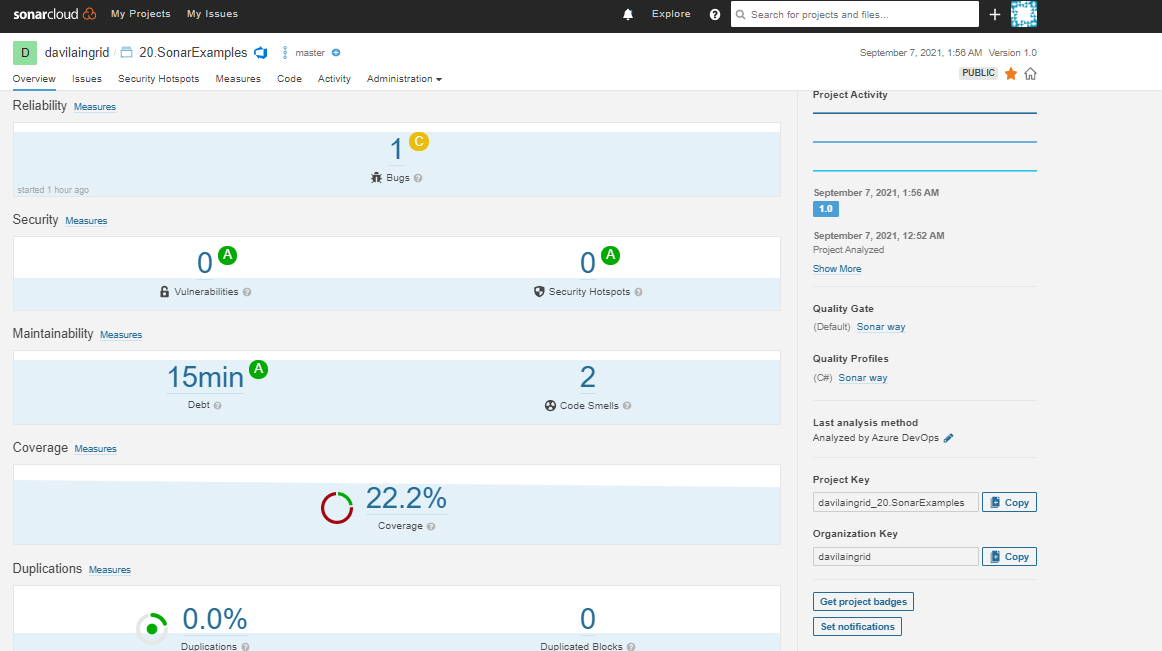 sonarcloud My Projects My Issues Explore ? Search for projects and files... +
D davilaingrid / 20.SonarExamples master September 7, 2021, 1:56 AM Version 1.0
Overview Issues Security Hotspots Measures Code Activity Administration PUBLIC
Reliability Measures
1 C
Bugs ?
started 1 hour ago
Security Measures
0 A 0 A
Vulnerabilities ? Security Hotspots ?
Maintainability Measures
15min A 2
Debt ? Code Smells ?
Coverage Measures
22.2%
Coverage ?
Duplications Measures
0.0% 0
Duplications ? Duplicated Blocks ?
Project Activity
September 7, 2021, 1:56 AM
1.0
September 7, 2021, 12:52 AM
Project Analyzed
Show More
Quality Gate
(Default) Sonar way
Quality Profiles
(C#) Sonar way
Last analysis method
Analyzed by Azure DevOps
Project Key
davilaingrid_20.SonarExamples Copy
Organization Key
davilaingrid Copy
Get project badges
Set notifications